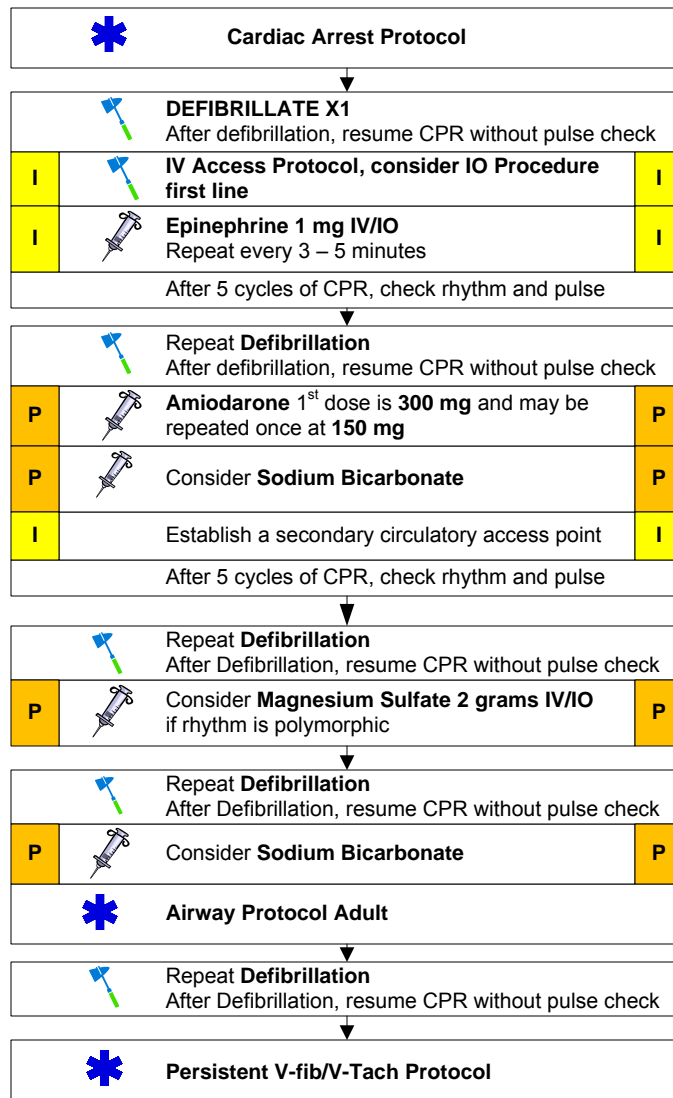 Cardiac Arrest Protocol
DEFIBRILLATE X1
After defibrillation, resume CPR without pulse check
I IV Access Protocol, consider IO Procedure I
first line
I Epinephrine 1 mg IV/IO I
Repeat every 3 – 5 minutes
After 5 cycles of CPR, check rhythm and pulse
Repeat Defibrillation
After defibrillation, resume CPR without pulse check
P Amiodarone 1st dose is 300 mg and may be P
repeated once at 150 mg
P Consider Sodium Bicarbonate P
I Establish a secondary circulatory access point I
After 5 cycles of CPR, check rhythm and pulse
Repeat Defibrillation
After Defibrillation, resume CPR without pulse check
P Consider Magnesium Sulfate 2 grams IV/IO P
if rhythm is polymorphic
Repeat Defibrillation
After Defibrillation, resume CPR without pulse check
P Consider Sodium Bicarbonate P
Airway Protocol Adult
Repeat Defibrillation
After Defibrillation, resume CPR without pulse check
Persistent V-fib/V-Tach Protocol